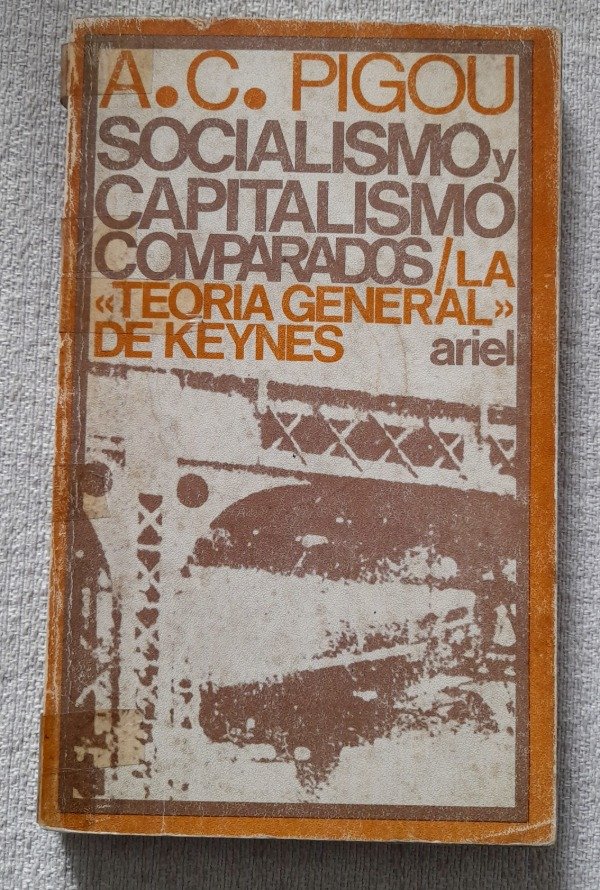 A.C. PIGOU
SOCIALISMO y
CAPITALISMO
COMPARADOS / LA
«TEORIA GENERAL»
DE KEYNES ariel